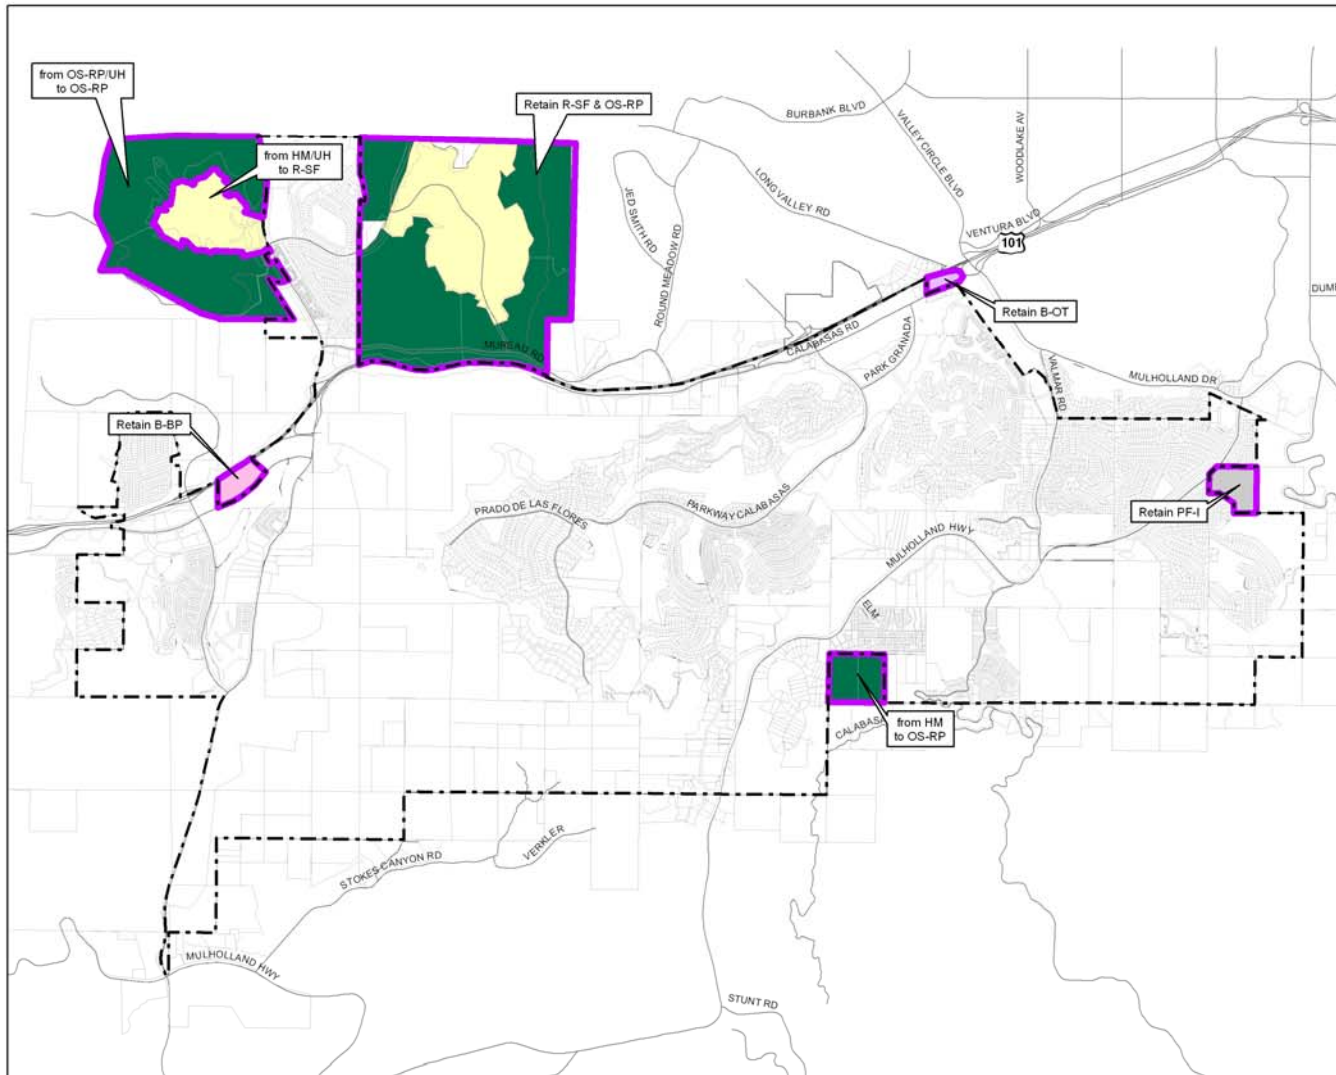 from OS-RP/UH
to OS-RP
Retain R-SF & OS-RP
from HM/UH
to R-SF
BURBANK BLVD
VALLEY CIRCLE BLVD
WOODLAKE AV
LONG VALLEY RD
JED SMITH RD
ROUND MEADOW RD
VENTURA BLVD
101
Retain B-OT
DUM
MUREAU RD
CALABASAS RD
PARK GRANADA
VALMAR RD
MULHOLLAND DR
Retain B-BP
PRADO DE LAS FLORES
PARKWAY CALABASAS
MULHOLLAND HWY
Retain PF-I
ELM
from HM
to OS-RP
CALABASA
STOKES CANYON RD
VERKLER
MULHOLLAND HWY
STUNT RD